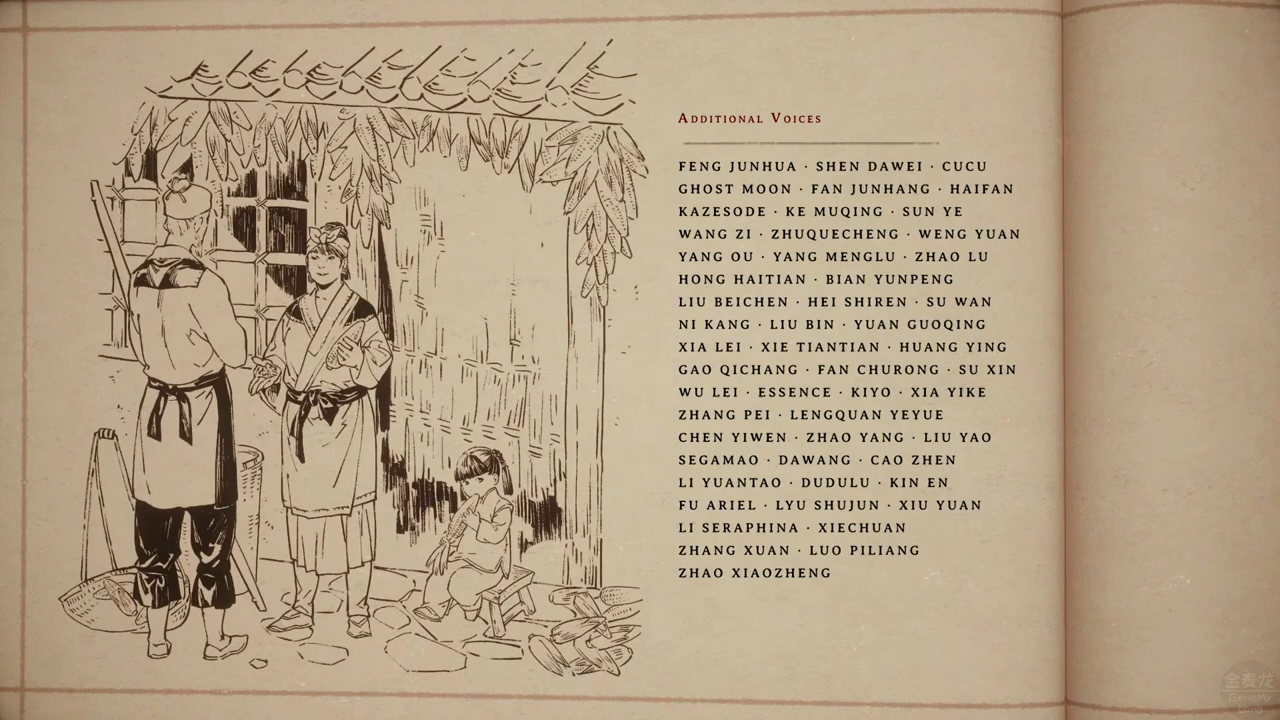 Additional Voices
FENG JUNHUA · SHEN DAWEI · CUCU
GHOST MOON · FAN JUNHANG · HAIFAN
KAZESODE · KE MUQING · SUN YE
WANG ZI · ZHUQUECHENG · WENG YUAN
YANG OU · YANG MENGLU · ZHAO LU
HONG HAITIAN · BIAN YUNPENG
LIU BEICHEN · HEI SHIREN · SU WAN
NI KANG · LIU BIN · YUAN GUOQING
XIA LEI · XIE TIANTIAN · HUANG YING
GAO QICHANG · FAN CHURONG · SU XIN
WU LEI · ESSENCE · KIYO · XIA YIKE
ZHANG PEI · LENGQUAN YEYUE
CHEN YIWEN · ZHAO YANG · LIU YAO
SEGAMAO · DAWANG · CAO ZHEN
LI YUANTAO · DUDULU · KIN EN
FU ARIEL · LYU SHUJUN · XIU YUAN
LI SERAPHINA · XIECHUAN
ZHANG XUAN · LUO PILIANG
ZHAO XIAOZHENG
金麦龙